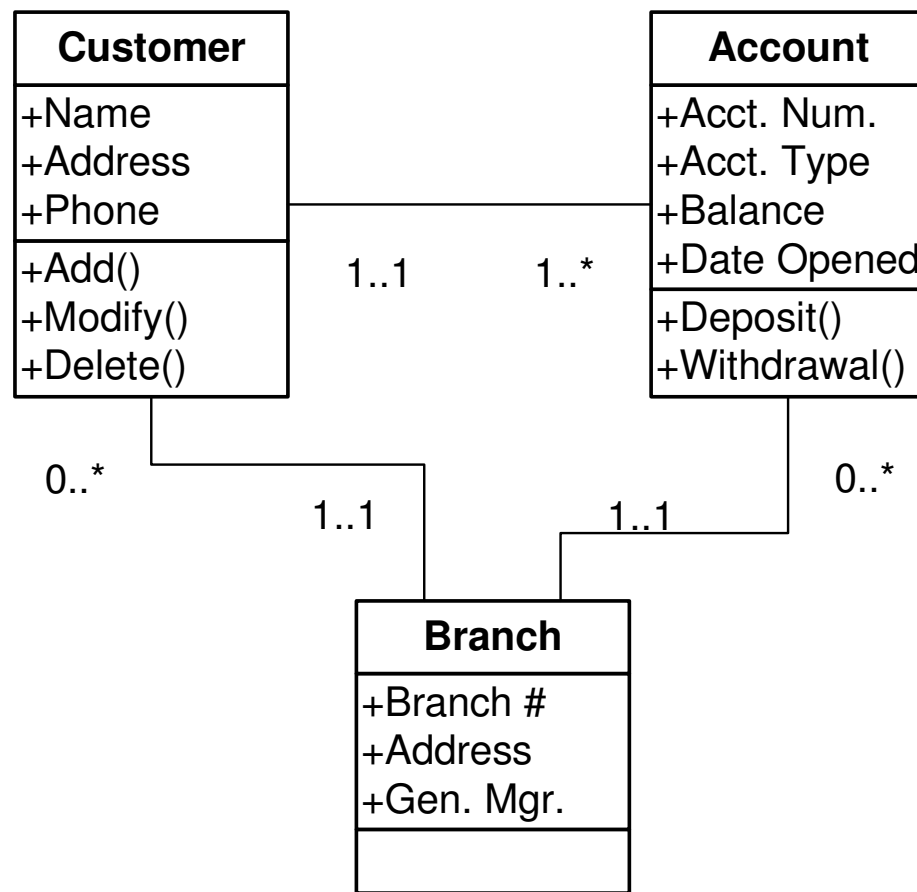 Customer
+Name
+Address
+Phone
+Add()
+Modify()
+Delete()
Account
+Acct. Num.
+Acct. Type
+Balance
+Date Opened
+Deposit()
+Withdrawal()
1..1
1..*
0..*
1..1
1..1
0..*
Branch
+Branch #
+Address
+Gen. Mgr.